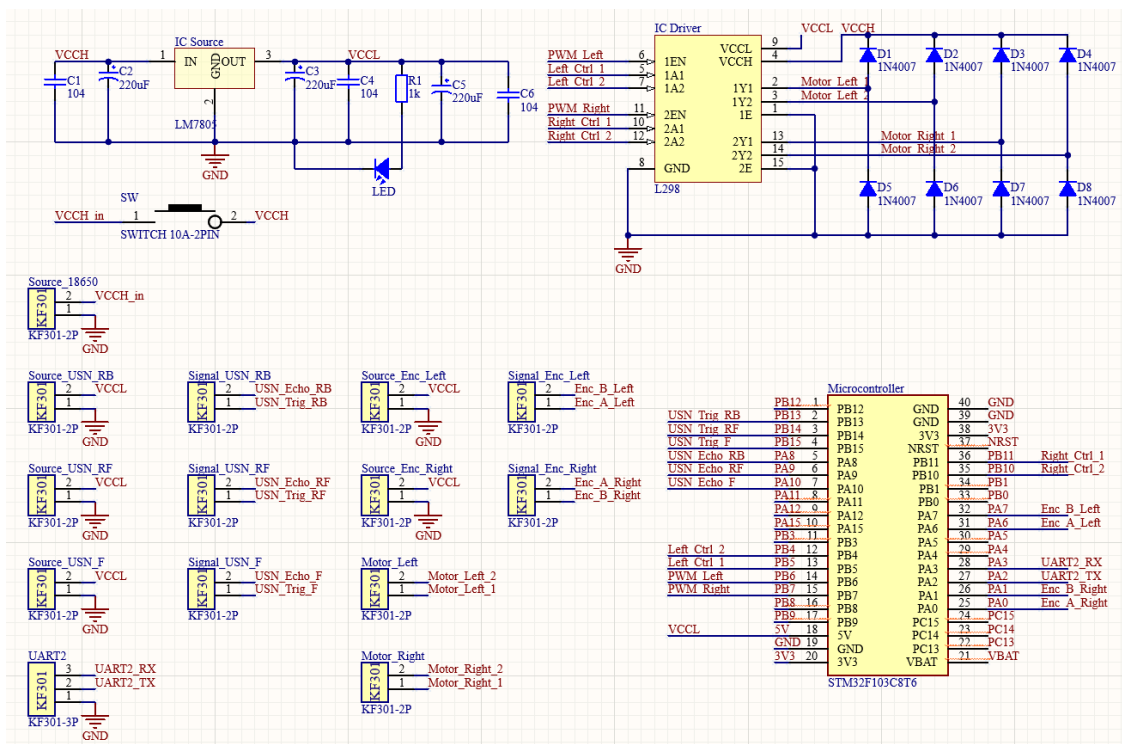 IC Source
VCCH
1
IN
GND
OUT
3
VCCL
2
LM7805
C1
104
C2
220uF
C3
220uF
C4
104
R1
1k
C5
220uF
C6
104
GND
LED
SW
VCCH_in
1
2
VCCH
SWITCH 10A-2PIN
IC Driver
VCCL
VCCH
PWM_Left
6
1EN
VCCL
9
Left_Ctrl_1
5
1A1
VCCH
4
Left_Ctrl_2
7
1A2
1Y1
2
Motor_Left_1
1Y2
3
Motor_Left_2
PWM_Right
11
2EN
1E
1
Right_Ctrl_1
10
2A1
Right_Ctrl_2
12
2A2
2Y1
13
Motor_Right_1
2Y2
14
Motor_Right_2
8
GND
2E
15
L298
GND
D1
1N4007
D2
1N4007
D3
1N4007
D4
1N4007
D5
1N4007
D6
1N4007
D7
1N4007
D8
1N4007
Source_18650
KF301
2
VCCH_in
1
KF301-2P
GND
Source_USN_RB
KF301
2
VCCL
1
KF301-2P
GND
Signal_USN_RB
KF301
2
USN_Echo_RB
1
USN_Trig_RB
KF301-2P
Source_Enc_Left
KF301
2
VCCL
1
KF301-2P
GND
Signal_Enc_Left
KF301
2
Enc_B_Left
1
Enc_A_Left
KF301-2P
Source_USN_RF
KF301
2
VCCL
1
KF301-2P
GND
Signal_USN_RF
KF301
2
USN_Echo_RF
1
USN_Trig_RF
KF301-2P
Source_Enc_Right
KF301
2
VCCL
1
KF301-2P
GND
Signal_Enc_Right
KF301
2
Enc_A_Right
1
Enc_B_Right
KF301-2P
Source_USN_F
KF301
2
VCCL
1
KF301-2P
GND
Signal_USN_F
KF301
2
USN_Echo_F
1
USN_Trig_F
KF301-2P
Motor_Left
KF301
2
Motor_Left_2
1
Motor_Left_1
KF301-2P
UART2
KF301
3
UART2_RX
2
UART2_TX
1
KF301-3P
GND
Motor_Right
KF301
2
Motor_Right_2
1
Motor_Right_1
KF301-2P
Microcontroller
PB12 1 PB12
USN_Trig_RB PB13 2 PB13
USN_Trig_RF PB14 3 PB14
USN_Trig_F PB15 4 PB15
USN_Echo_RB PA8 5 PA8
USN_Echo_RF PA9 6 PA9
USN_Echo_F PA10 7 PA10
PA11 8 PA11
PA12 9 PA12
PA15 10 PA15
PB3 11 PB3
Left_Ctrl_2 PB4 12 PB4
Left_Ctrl_1 PB5 13 PB5
PWM_Left PB6 14 PB6
PWM_Right PB7 15 PB7
PB8 16 PB8
PB9 17 PB9
VCCL 5V 18 5V
GND 19 GND
3V3 20 3V3
GND 40 GND
GND 39 GND
3V3 38 3V3
NRST 37 NRST
PB11 36 PB11 Right_Ctrl_1
PB10 35 PB10 Right_Ctrl_2
PB1 34 PB1
PB0 33 PB0
PA7 32 PA7 Enc_B_Left
PA6 31 PA6 Enc_A_Left
PA5 30 PA5
PA4 29 PA4
PA3 28 PA3 UART2_RX
PA2 27 PA2 UART2_TX
PA1 26 PA1 Enc_B_Right
PA0 25 PA0 Enc_A_Right
PC15 24 PC15
PC14 23 PC14
PC13 22 PC13
VBAT 21 VBAT
STM32F103C8T6